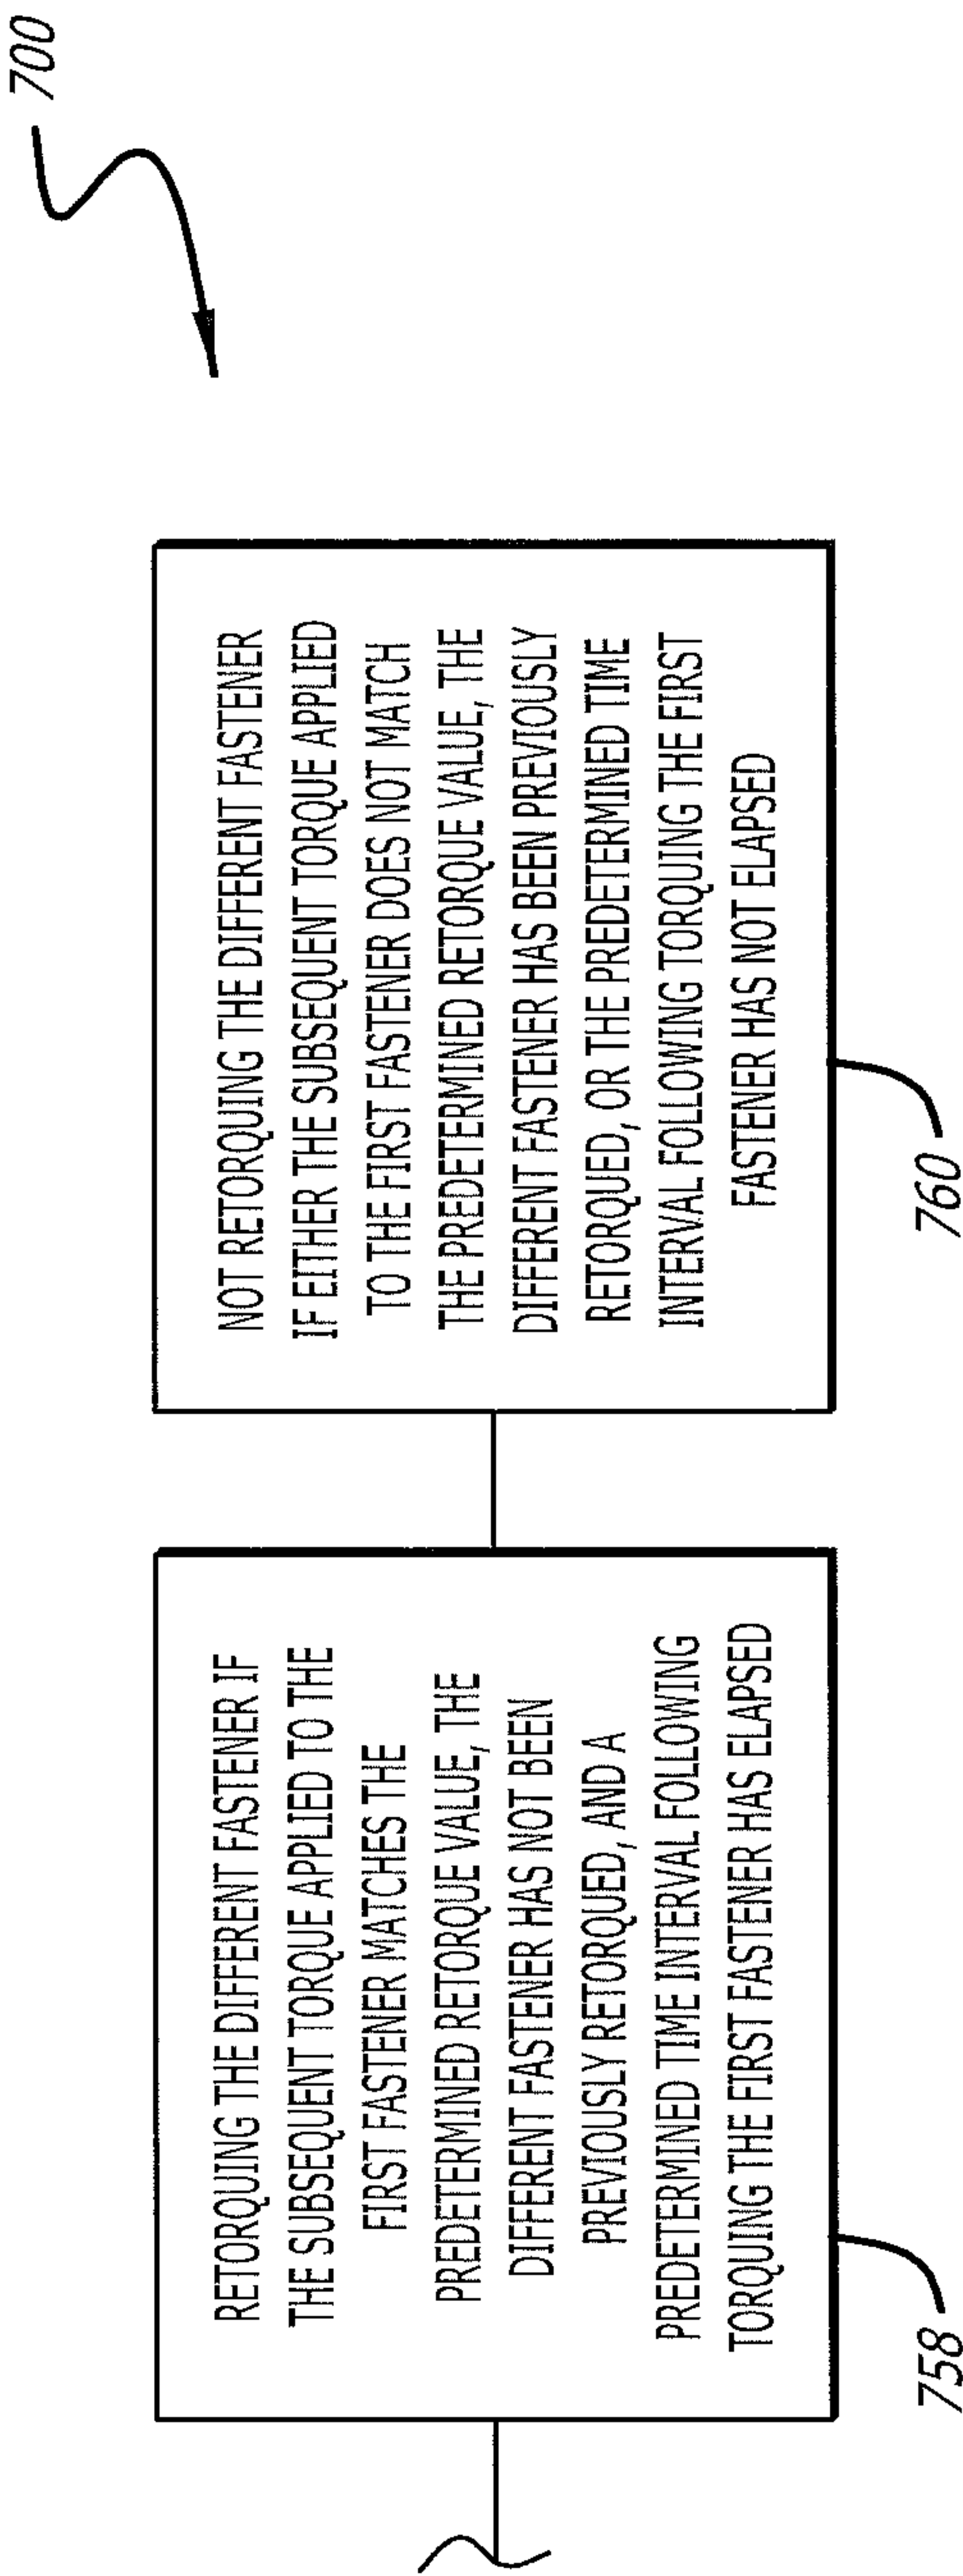 700
RETORQUING THE DIFFERENT FASTENER IF
THE SUBSEQUENT TORQUE APPLIED TO THE
FIRST FASTENER MATCHES THE
PREDETERMINED RETORQUE VALUE, THE
DIFFERENT FASTENER HAS NOT BEEN
PREVIOUSLY RETORQUED, AND A
PREDETERMINED TIME INTERVAL FOLLOWING
TORQUING THE FIRST FASTENER HAS ELAPSED
758
NOT RETORQUING THE DIFFERENT FASTENER
IF EITHER THE SUBSEQUENT TORQUE APPLIED
TO THE FIRST FASTENER DOES NOT MATCH
THE PREDETERMINED RETORQUE VALUE, THE
DIFFERENT FASTENER HAS BEEN PREVIOUSLY
RETORQUED, OR THE PREDETERMINED TIME
INTERVAL FOLLOWING TORQUING THE FIRST
FASTENER HAS NOT ELAPSED
760